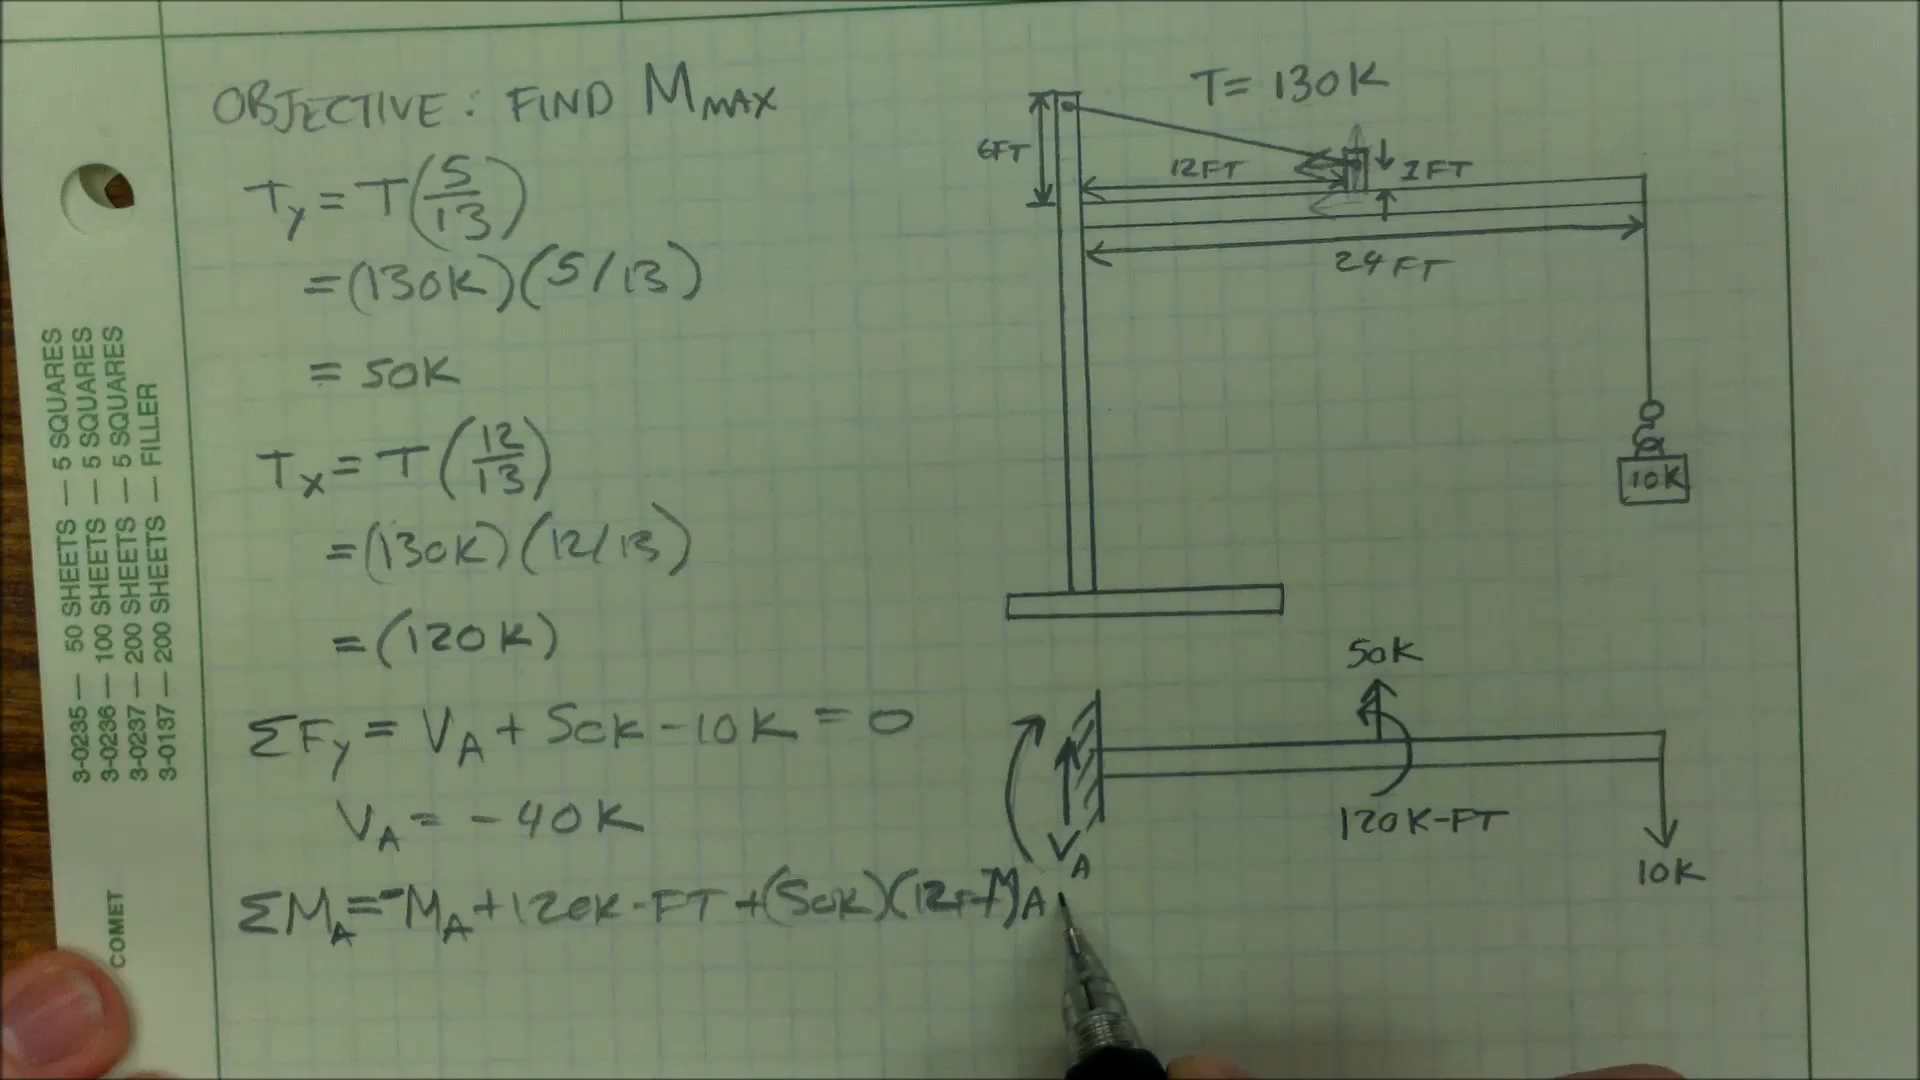 OBJECTIVE: FIND MMAX
Ty = T(5/13)
=(130K)(5/13)
= 50K
Tx = T(12/13)
=(130K)(12/13)
=(120K)
ΣFy = VA + 50K - 10K = 0
VA = -40K
ΣMA = -MA + 120K-FT + (50K)(12FT)
MA
T= 130K
6FT
12FT
1FT
24FT
10K
50K
120K-FT
VA
10K
3-0235 — 50 SHEETS — 5 SQUARES
3-0236 — 100 SHEETS — 5 SQUARES
3-0237 — 200 SHEETS — 5 SQUARES
3-0137 — 200 SHEETS — FILLER
COMET